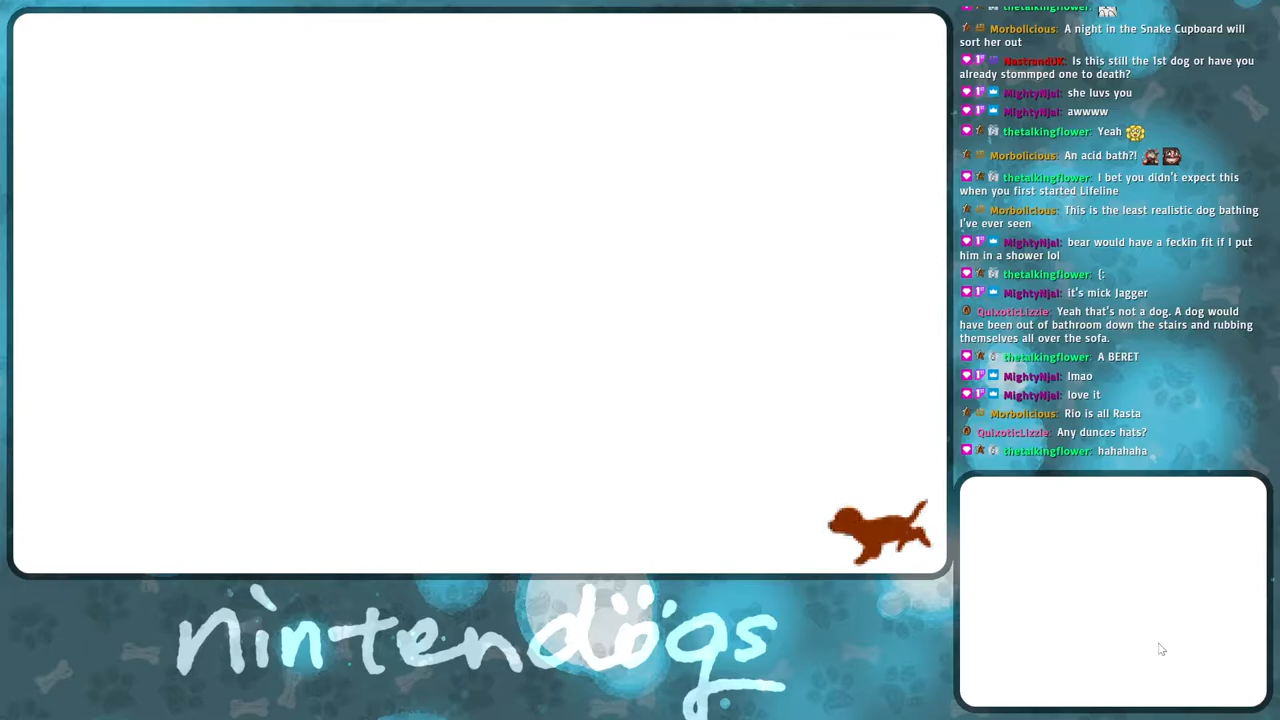 thetalkingflower:
Morbolicious: A night in the Snake Cupboard will
sort her out
NastrondUK: Is this still the 1st dog or have you
already stommped one to death?
MightyNjal: she luvs you
MightyNjal: awwww
thetalkingflower: Yeah
Morbolicious: An acid bath?!
thetalkingflower: I bet you didn't expect this
when you first started Lifeline
Morbolicious: This is the least realistic dog bathing
I've ever seen
MightyNjal: bear would have a feckin fit if I put
him in a shower lol
thetalkingflower: (:
MightyNjal: it's mick Jagger
QuixoticLizzie: Yeah that's not a dog. A dog would
have been out of bathroom down the stairs and rubbing
themselves all over the sofa.
thetalkingflower: A BERET
MightyNjal: lmao
MightyNjal: love it
Morbolicious: Rio is all Rasta
QuixoticLizzie: Any dunces hats?
thetalkingflower: hahahaha
nintendogs